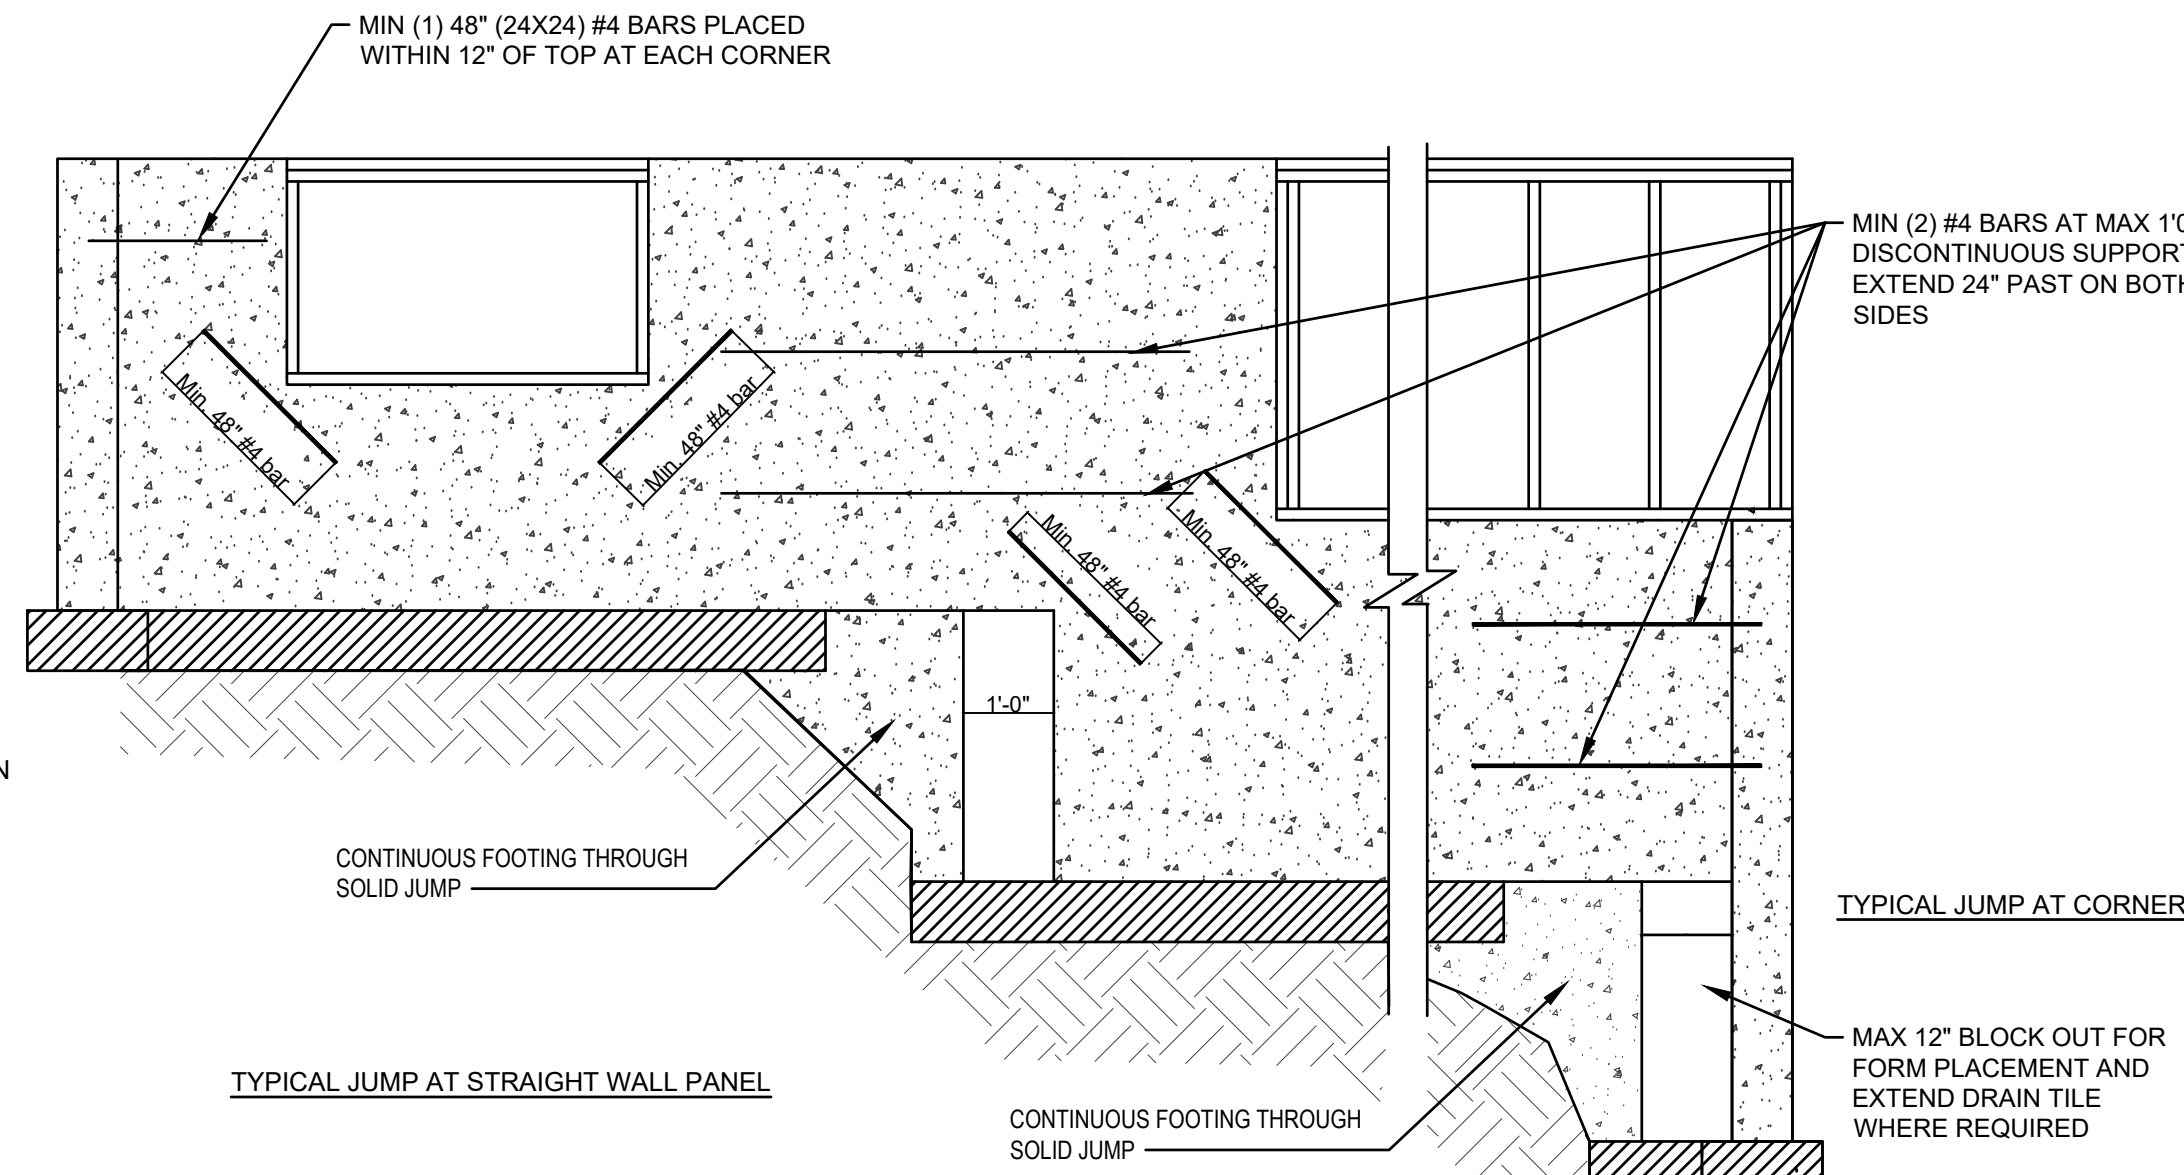 MIN (1) 48" (24X24) #4 BARS PLACED
WITHIN 12" OF TOP AT EACH CORNER
MIN (2) #4 BARS AT MAX 1'0
DISCONTINUOUS SUPPORT
EXTEND 24" PAST ON BOTH
SIDES
Min. 48" #4 bar
Min. 48" #4 bar
Min. 48" #4 bar
Min. 48" #4 bar
1'-0"
N
CONTINUOUS FOOTING THROUGH
SOLID JUMP
TYPICAL JUMP AT CORNER
TYPICAL JUMP AT STRAIGHT WALL PANEL
MAX 12" BLOCK OUT FOR
FORM PLACEMENT AND
EXTEND DRAIN TILE
WHERE REQUIRED
CONTINUOUS FOOTING THROUGH
SOLID JUMP